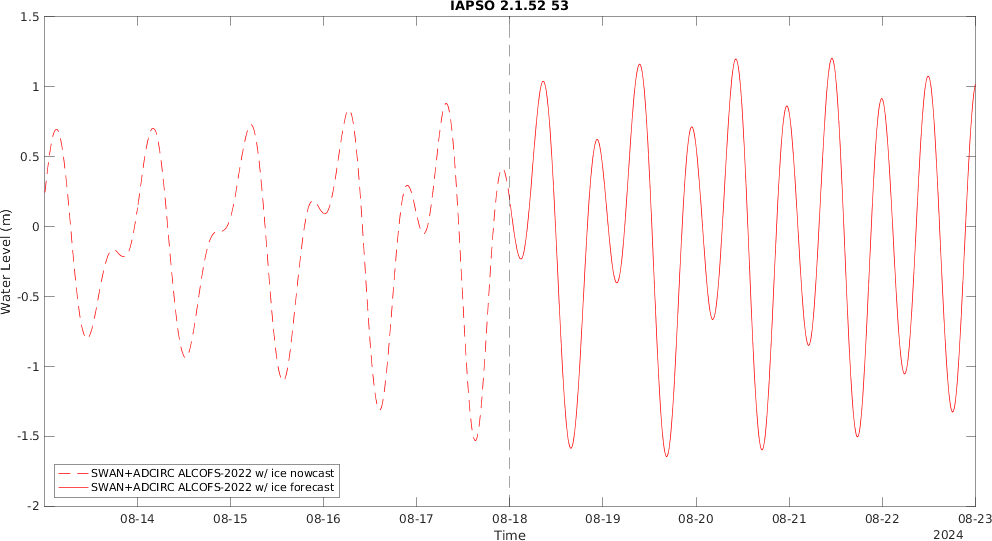 IAPSO 2.1.52 53
1.5
1
0.5
0
-0.5
-1
-1.5
-2
Water Level (m)
SWAN+ADCIRC ALCOFS-2022 w/ ice nowcast
SWAN+ADCIRC ALCOFS-2022 w/ ice forecast
08-14 08-15 08-16 08-17 08-18 08-19 08-20 08-21 08-22 08-23
Time
2024